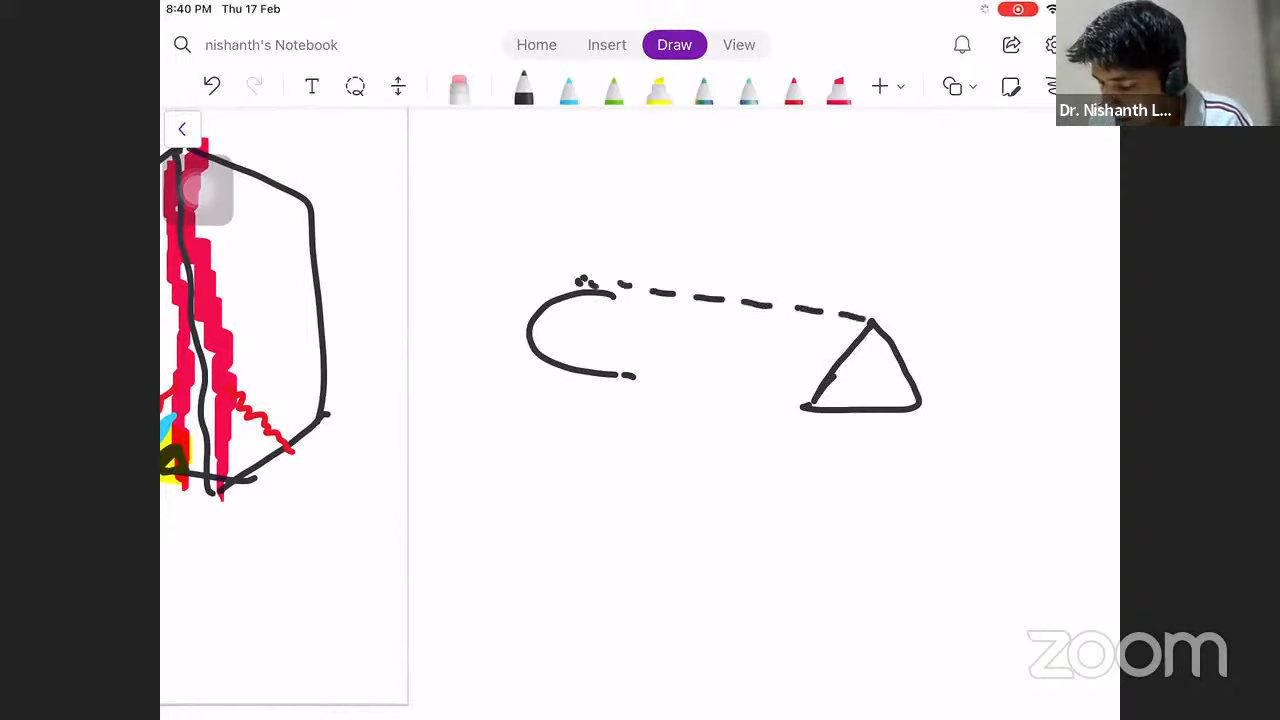 8:40 PM Thu 17 Feb
nishanth's Notebook
Home Insert Draw View
T
Dr. Nishanth L...
zoom